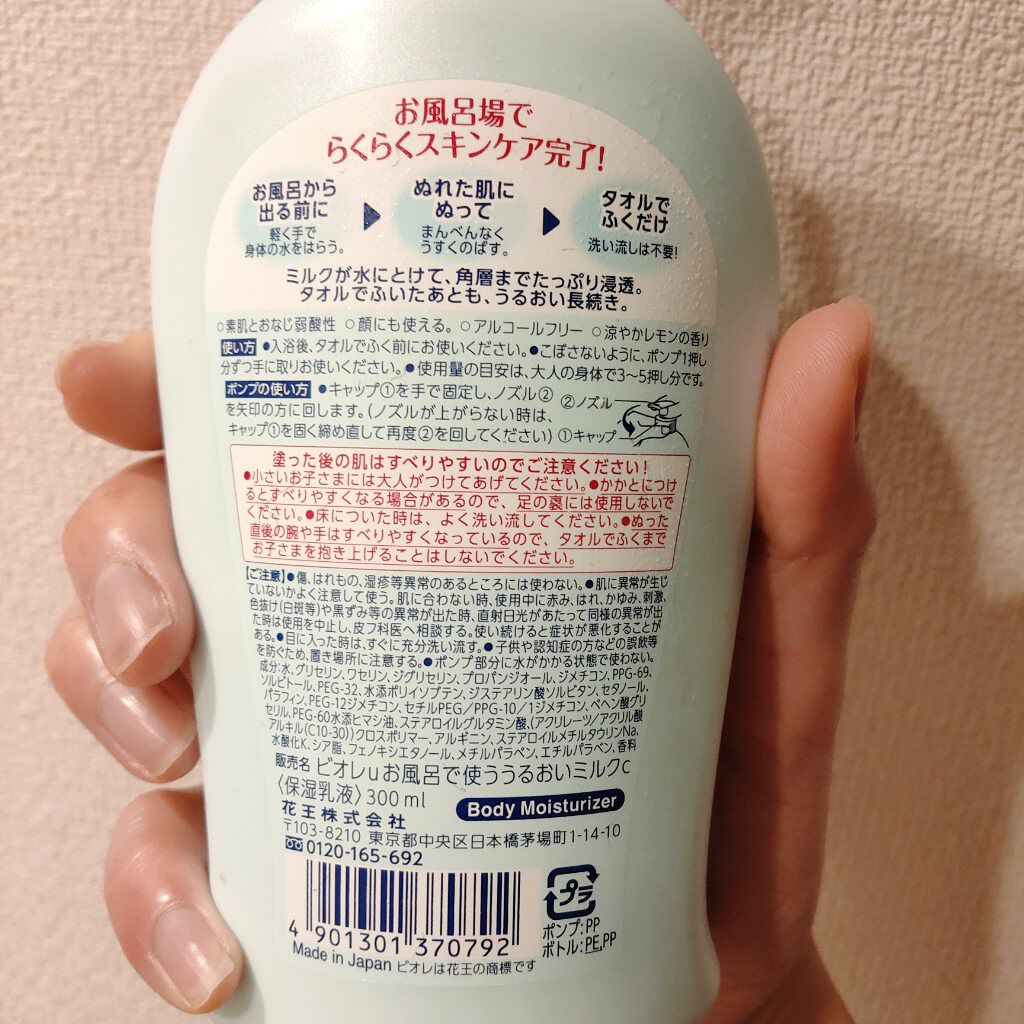 お風呂場で
らくらくスキンケア完了!
お風呂から
出る前に
軽く手で
身体の水をはらう。
ぬれた肌に
ぬって
まんべんなく
うすくのばす。
タオルで
ふくだけ
洗い流しは不要!
ミルクが水にとけて、角層までたっぷり浸透。
タオルでふいたあとも、うるおい長続き。
○素肌とおなじ弱酸性 ○顔にも使える。 ○アルコールフリー ○涼やかレモンの香り
使い方 ●入浴後、タオルでふく前にお使いください。●こぼさないように、ポンプ1押し
分ずつ手に取りお使いください。●使用量の目安は、大人の身体で3〜5押し分です。
ポンプの使い方 ●キャップ①を手で固定し、ノズル②
を矢印の方に回します。(ノズルが上がらない時は、
キャップ①を固く締め直して再度②を回してください)
②ノズル
①キャップ
塗った後の肌はすべりやすいのでご注意ください!
●小さいお子さまには大人がつけてあげてください。●かかとにつけ
るとすべりやすくなる場合があるので、足の裏には使用しないで
ください。●床についた時は、よく洗い流してください。●ぬった
直後の腕や手はすべりやすくなっているので、タオルでふくまで
お子さまを抱き上げることはしないでください。
【ご注意】●傷、はれもの、湿疹等異常のあるところには使わない。●肌に異常が生じ
ていないかよく注意して使う。肌に合わない時、使用中に赤み、はれ、かゆみ、刺激、
色抜け(白斑等)や黒ずみ等の異常が出た時、直射日光があたって同様の異常が出
た時は使用を中止し、皮フ科医へ相談する。使い続けると症状が悪化することが
ある。●目に入った時は、すぐに充分洗い流す。●子供や認知症の方などの誤飲等
を防ぐため、置き場所に注意する。●ポンプ部分に水がかかる状態で使わない。
成分:水、グリセリン、ワセリン、ジグリセリン、プロパンジオール、ジメチコン、PPG-69、
ソルビトール、PEG-32、水添ポリイソブテン、ジステアリン酸ソルビタン、セタノール、
パラフィン、PEG-12ジメチコン、セチルPEG/PPG-10/1ジメチコン、ベヘン酸グリ
セリル、PEG-60水添ヒマシ油、ステアロイルグルタミン酸、(アクリレーツ/アクリル酸
アルキル(C10-30))クロスポリマー、アルギニン、ステアロイルメチルタウリンNa、
水酸化K、シア脂、フェノキシエタノール、メチルパラベン、エチルパラベン、香料
販売名 ビオレuお風呂で使ううるおいミルクc
〈保湿乳液〉300ml
Body Moisturizer
花王株式会社
〒103-8210 東京都中央区日本橋茅場町1-14-10
0120-165-692
4 901301 370792
プラ
ポンプ:PP
ボトル:PE,PP
Made in Japan ビオレは花王の商標です